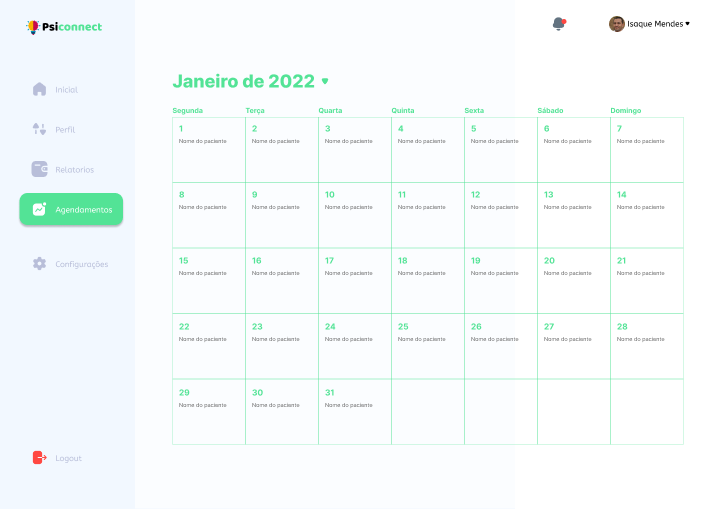 Psiconnect
Isaque Mendes
Inicial
Perfil
Relatorios
Agendamentos
Configurações
Logout
Janeiro de 2022
Segunda Terça Quarta Quinta Sexta Sábado Domingo
1 2 3 4 5 6 7
Nome do paciente Nome do paciente Nome do paciente Nome do paciente Nome do paciente Nome do paciente Nome do paciente
8 9 10 11 12 13 14
Nome do paciente Nome do paciente Nome do paciente Nome do paciente Nome do paciente Nome do paciente Nome do paciente
15 16 17 18 19 20 21
Nome do paciente Nome do paciente Nome do paciente Nome do paciente Nome do paciente Nome do paciente Nome do paciente
22 23 24 25 26 27 28
Nome do paciente Nome do paciente Nome do paciente Nome do paciente Nome do paciente Nome do paciente Nome do paciente
29 30 31
Nome do paciente Nome do paciente Nome do paciente